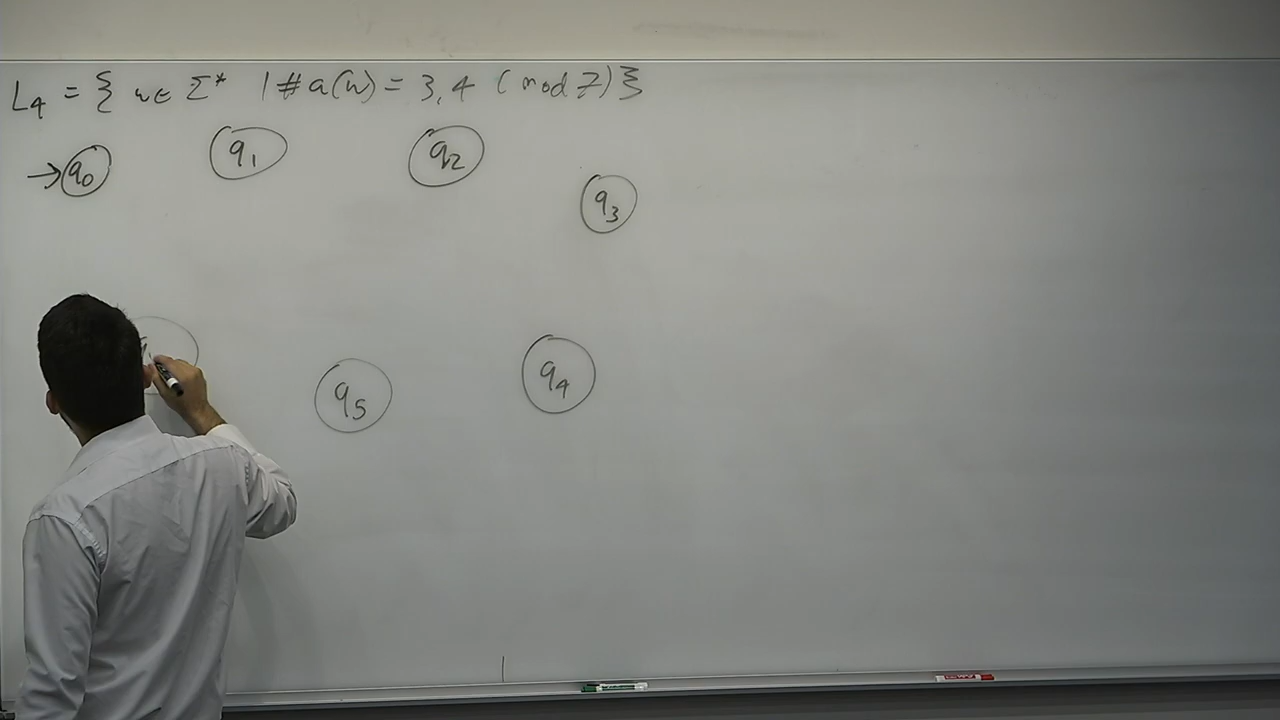 L₄ = { w ∈ Σ* | #a(w) = 3,4 (mod 7) }
q₀ q₁ q₂
q₃
q₅ q₄